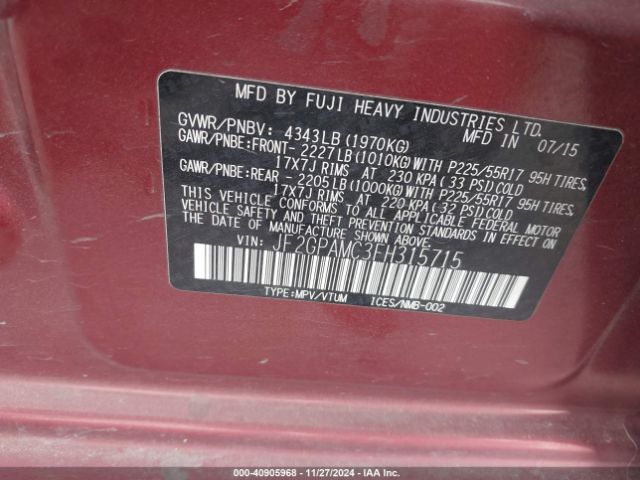 MFD BY FUJI HEAVY INDUSTRIES LTD.
GVWR/PNBV: 4343LB (1970KG) MFD IN 07/15
GAWR/PNBE:FRONT- 2227LB (1010KG) WITH P225/55R17 95H TIRES,
17X7J RIMS AT 230 KPA (33 PSI) COLD
GAWR/PNBE:REAR - 2205LB (1000KG) WITH P225/55R17 95H TIRES,
17X7J RIMS AT 220 KPA (32 PSI) COLD
THIS VEHICLE CONFORMS TO ALL APPLICABLE FEDERAL MOTOR
VEHICLE SAFETY AND THEFT PREVENTION STANDARDS IN EFFECT ON
THE DATE OF MANUFACTURE SHOWN ABOVE.
VIN: JF2GPAMC3FH315715
TYPE:MPV/VTUM ICES/NMB-002
000-40905968 • 11/27/2024 • IAA Inc.